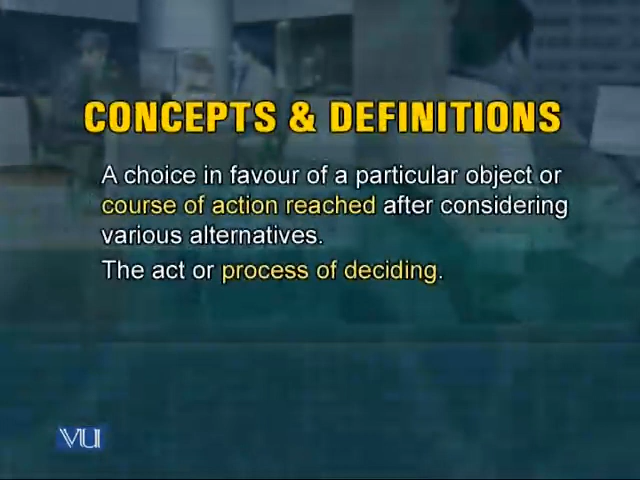 CONCEPTS & DEFINITIONS
A choice in favour of a particular object or
course of action reached after considering
various alternatives.
The act or process of deciding.
VU